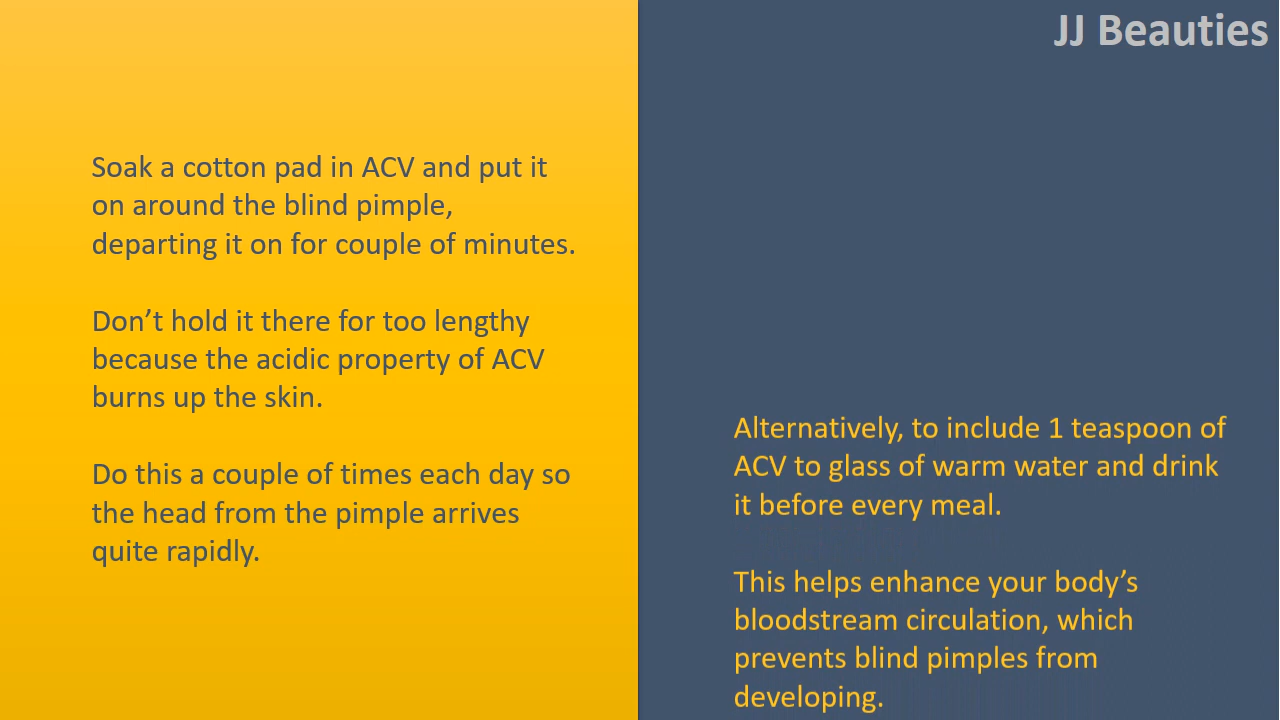 JJ Beauties
Soak a cotton pad in ACV and put it
on around the blind pimple,
departing it on for couple of minutes.
Don’t hold it there for too lengthy
because the acidic property of ACV
burns up the skin.
Do this a couple of times each day so
the head from the pimple arrives
quite rapidly.
Alternatively, to include 1 teaspoon of
ACV to glass of warm water and drink
it before every meal.
This helps enhance your body’s
bloodstream circulation, which
prevents blind pimples from
developing.